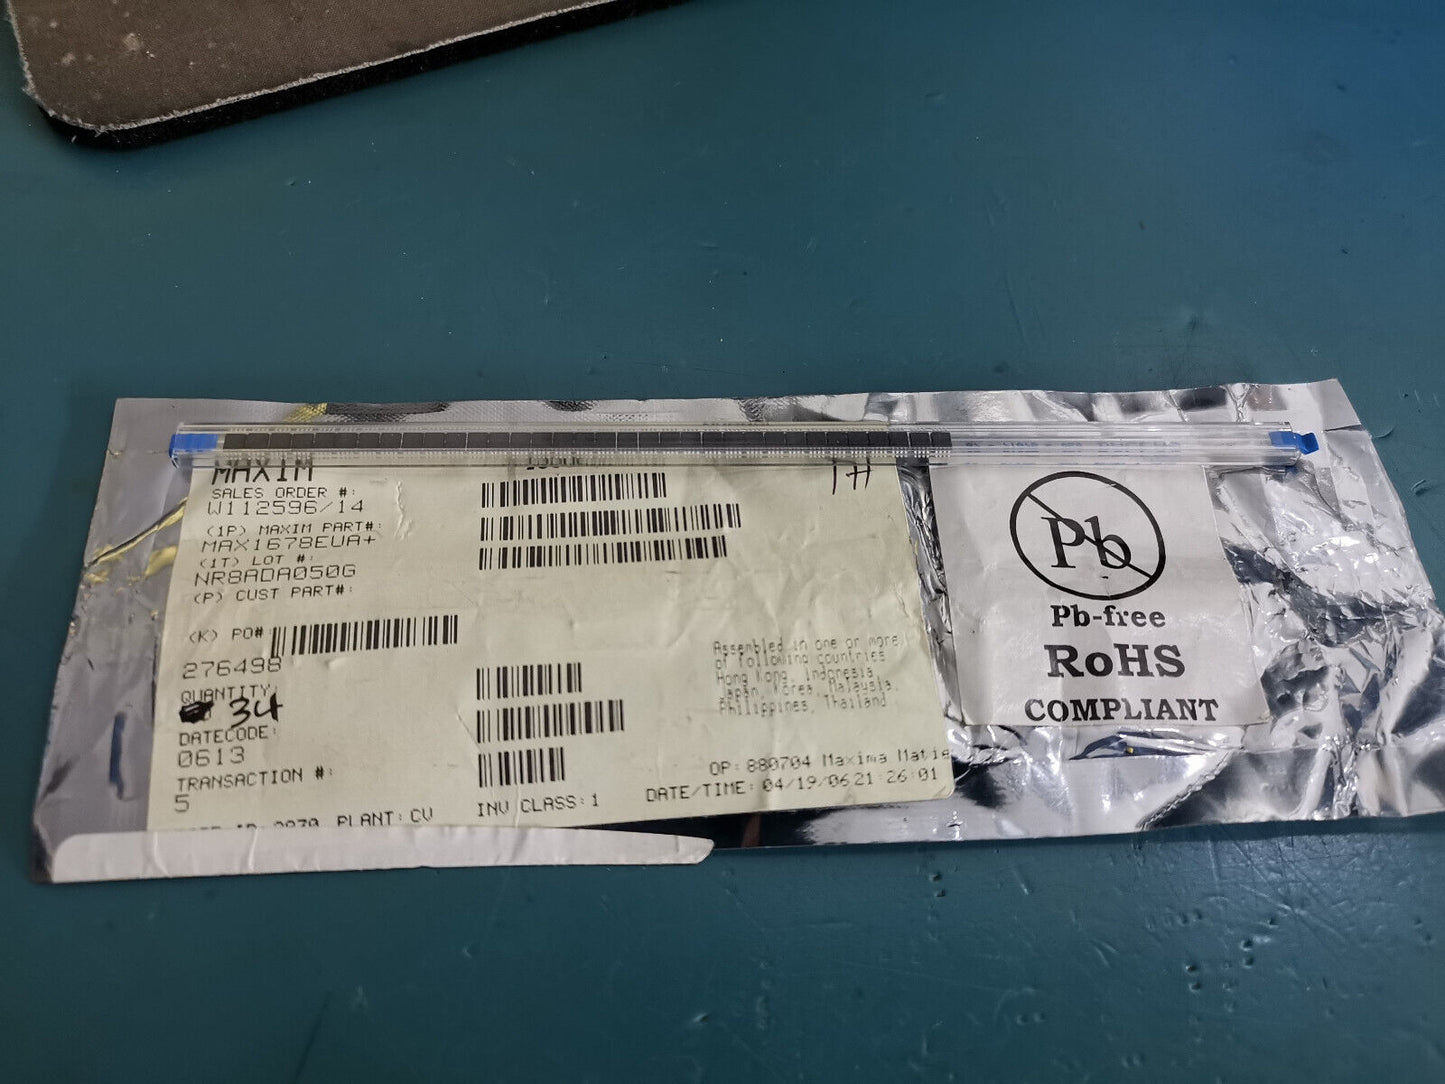 MAXIM
SALES ORDER #:
W112596/14
(1P) MAXIM PART#:
MAX1678EUA+
(1T) LOT #:
NR8ADA050G
(P) CUST PART#:
(K) PO#
276498
QUANTITY
34
DATECODE:
0613
TRANSACTION #:
5
PLANT: CV
INV CLASS: 1
Assembled in one or more
of following countries
Hong Kong, Indonesia,
Japan, Korea, Malaysia,
Philippines, Thailand
OP: 880704 Maxima Matie
DATE/TIME: 04/19/06 21:26:01
Pb
Pb-free
RoHS
COMPLIANT